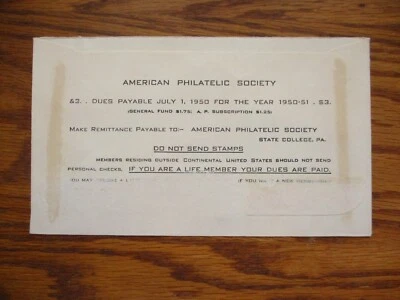 AMERICAN PHILATELIC SOCIETY
&3. . DUES PAYABLE JULY 1, 1950 FOR THE YEAR 1950-51 . $3.
(GENERAL FUND $1.75; A. P. SUBSCRIPTION $1.25)
MAKE REMITTANCE PAYABLE TO:- AMERICAN PHILATELIC SOCIETY
STATE COLLEGE, PA.
DO NOT SEND STAMPS
MEMBERS RESIDING OUTSIDE CONTINENTAL UNITED STATES SHOULD NOT SEND
PERSONAL CHECKS. IF YOU ARE A LIFE MEMBER YOUR DUES ARE PAID.
YOU MAY